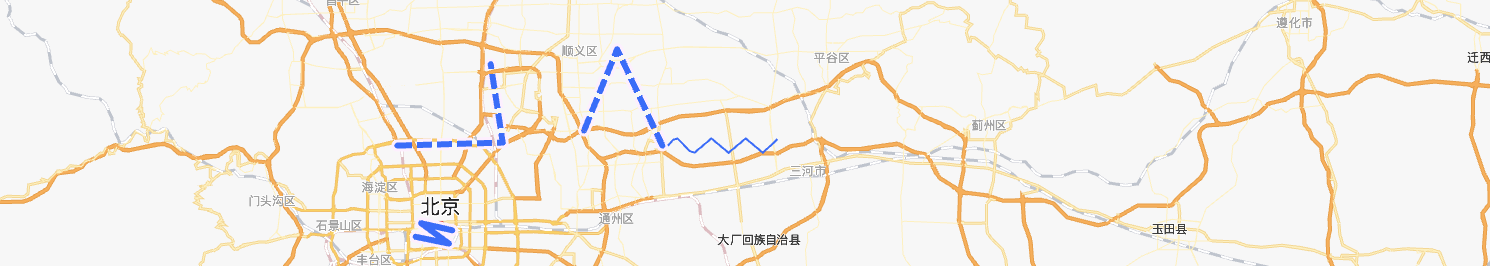 昌平区
遵化市
顺义区
平谷区
迁西
蓟州区
三河市
海淀区
门头沟区
北京
石景山区
通州区
玉田县
大厂回族自治县
丰台区